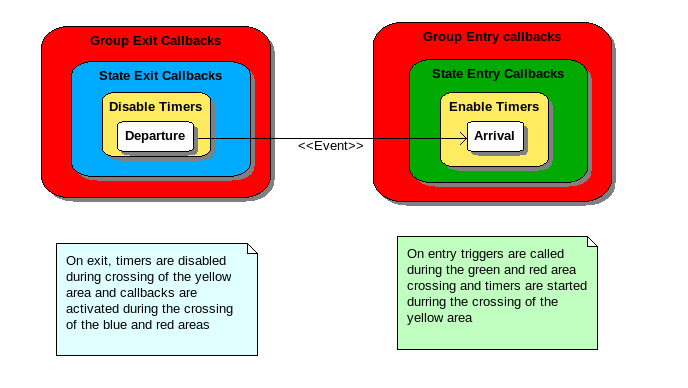 Group Exit Callbacks
State Exit Callbacks
Disable Timers
Departure
<<Event>>
Group Entry callbacks
State Entry Callbacks
Enable Timers
Arrival
On exit, timers are disabled
during crossing of the yellow
area and callbacks are
activated during the crossing
of the blue and red areas
On entry triggers are called
during the green and red area
crossing and timers are started
durring the crossing of the
yellow area